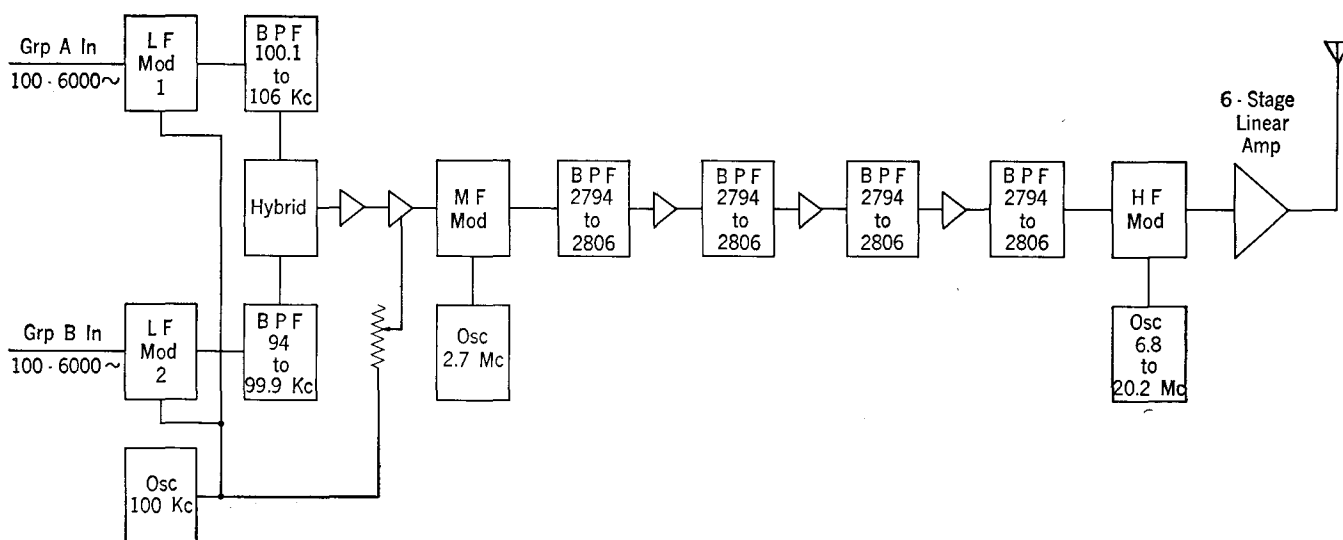 Grp A In
100 - 6000~
L F
Mod
1
B P F
100.1
to
106 Kc
Hybrid
Grp B In
100 - 6000~
L F
Mod
2
B P F
94
to
99.9 Kc
Osc
100 Kc
M F
Mod
Osc
2.7 Mc
B P F
2794
to
2806
B P F
2794
to
2806
B P F
2794
to
2806
B P F
2794
to
2806
H F
Mod
Osc
6.8
to
20.2 Mc
6 - Stage
Linear
Amp